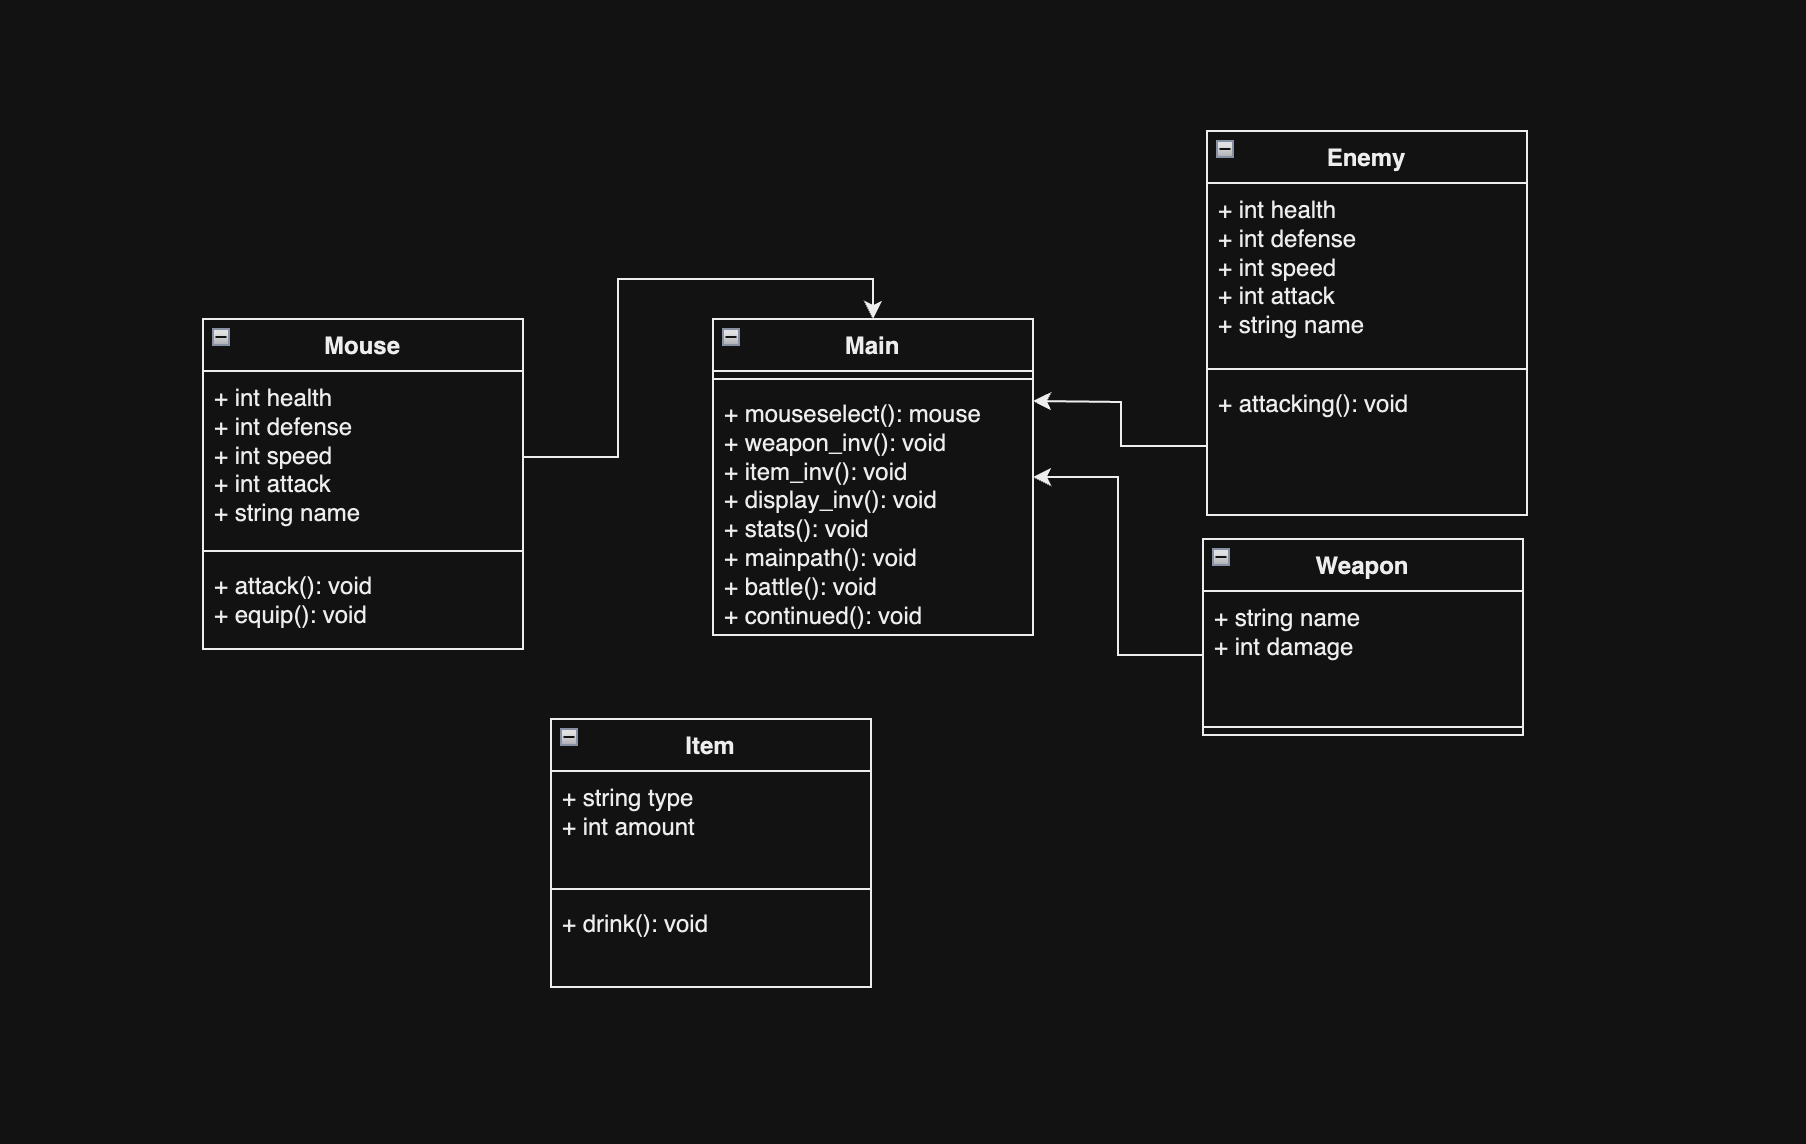 Mouse
+ int health
+ int defense
+ int speed
+ int attack
+ string name
+ attack(): void
+ equip(): void
Main
+ mouseselect(): mouse
+ weapon_inv(): void
+ item_inv(): void
+ display_inv(): void
+ stats(): void
+ mainpath(): void
+ battle(): void
+ continued(): void
Enemy
+ int health
+ int defense
+ int speed
+ int attack
+ string name
+ attacking(): void
Weapon
+ string name
+ int damage
Item
+ string type
+ int amount
+ drink(): void